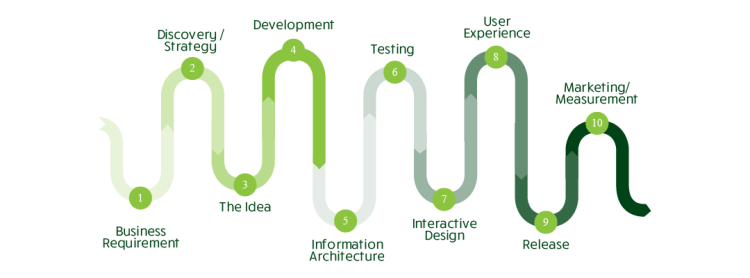 1
Business
Requirement
Discovery /
Strategy
2
3
The Idea
Development
4
5
Information
Architecture
Testing
6
7
Interactive
Design
User
Experience
8
9
Release
Marketing/
Measurement
10